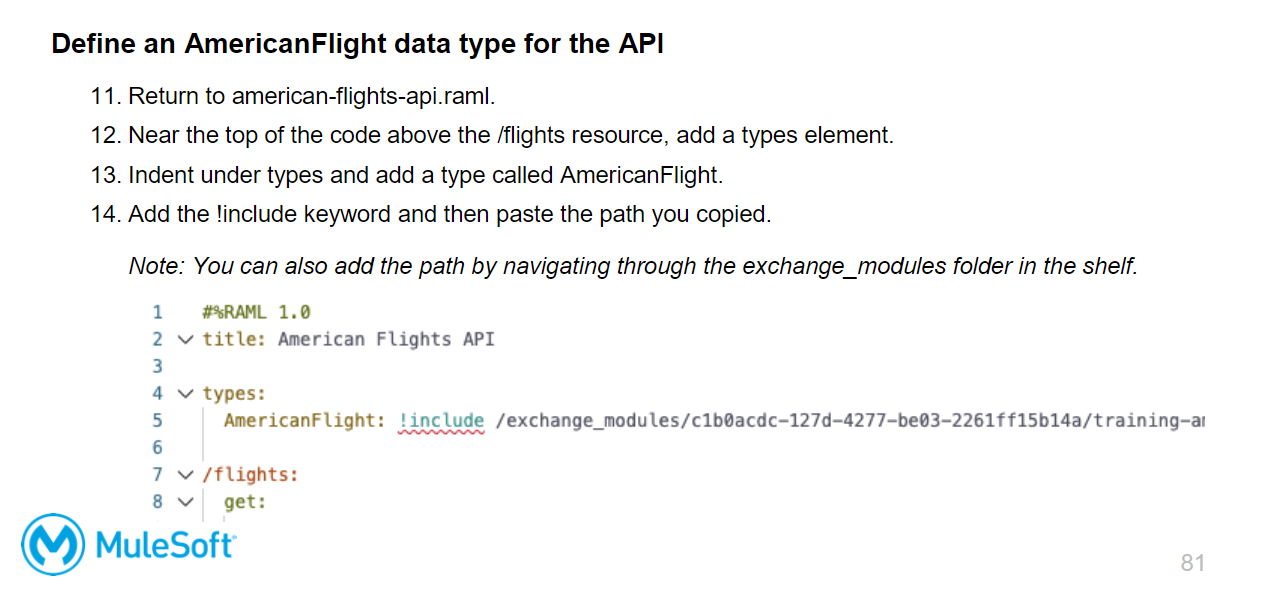 Define an AmericanFlight data type for the API
11. Return to american-flights-api.raml.
12. Near the top of the code above the /flights resource, add a types element.
13. Indent under types and add a type called AmericanFlight.
14. Add the !include keyword and then paste the path you copied.
Note: You can also add the path by navigating through the exchange_modules folder in the shelf.
1 #%RAML 1.0
2 title: American Flights API
3
4 types:
5 AmericanFlight: !include /exchange_modules/c1b0acdc-127d-4277-be03-2261ff15b14a/training-a
6
7 /flights:
8 get:
MuleSoft
81